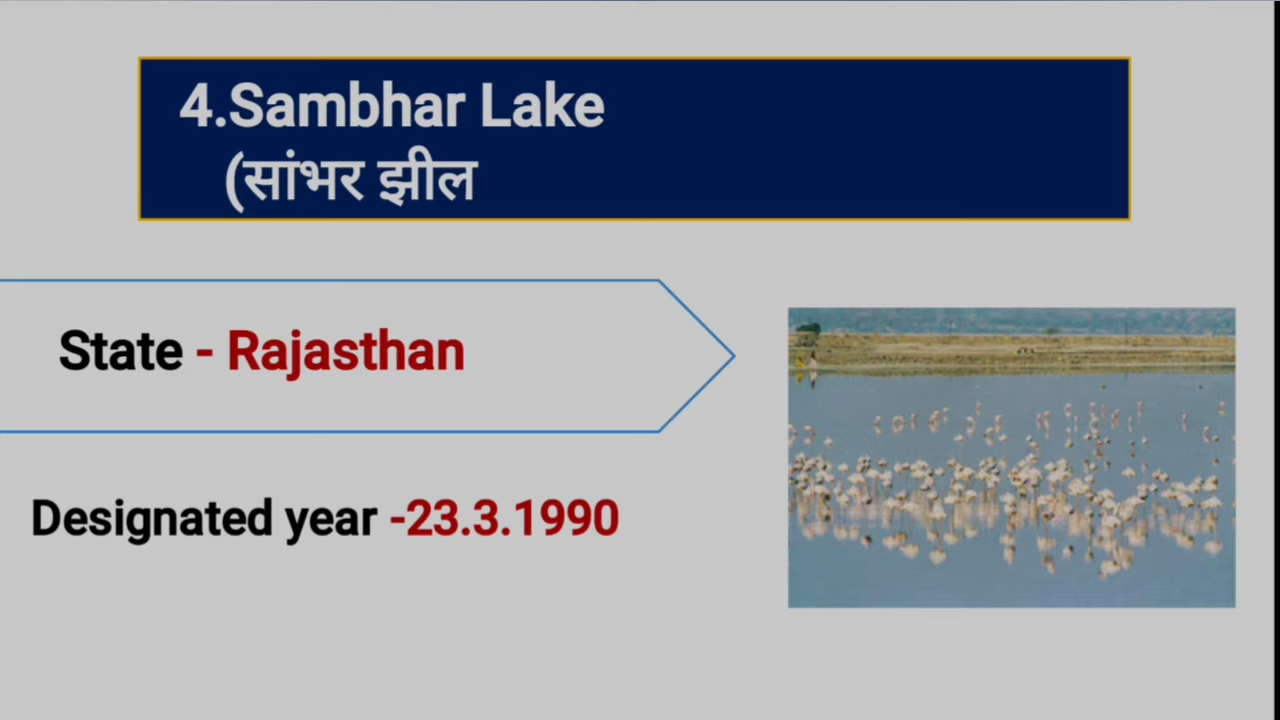 4.Sambhar Lake
(सांभर झील
State - Rajasthan
Designated year -23.3.1990